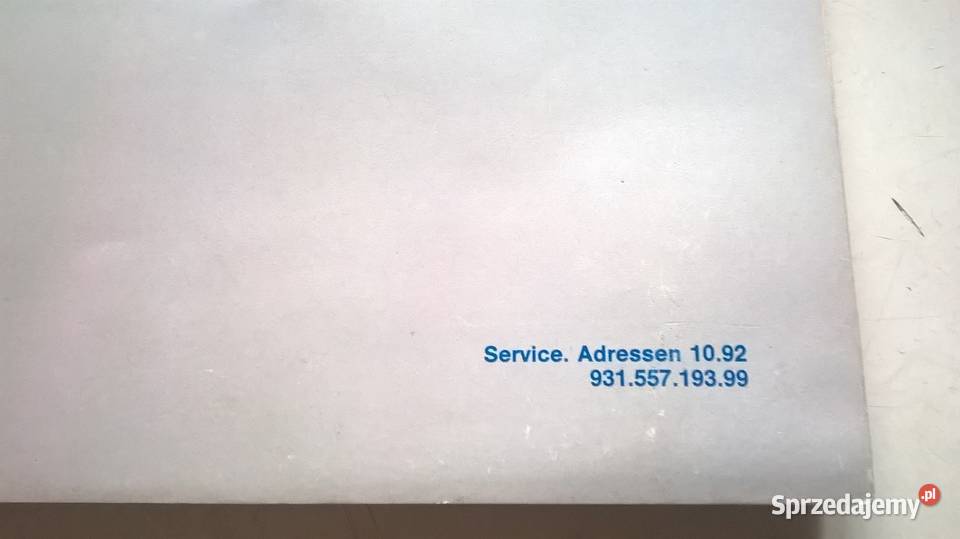 Service. Adressen 10.92
931.557.193.99
Sprzedajemy.pl